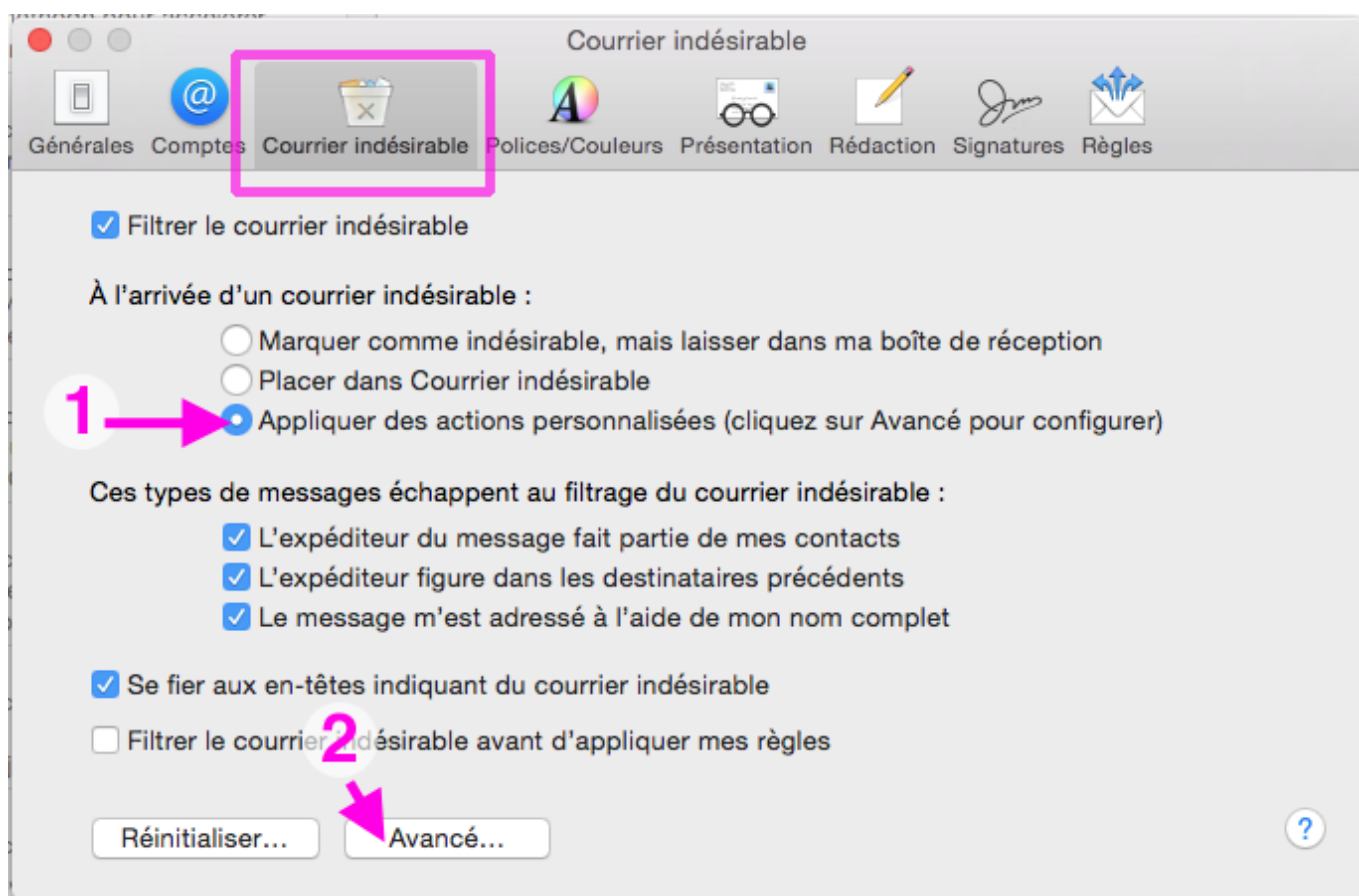 Courrier indésirable
Générales Comptes Courrier indésirable Polices/Couleurs Présentation Rédaction Signatures Règles
Filtrer le courrier indésirable
À l'arrivée d'un courrier indésirable :
Marquer comme indésirable, mais laisser dans ma boîte de réception
Placer dans Courrier indésirable
1
Appliquer des actions personnalisées (cliquez sur Avancé pour configurer)
Ces types de messages échappent au filtrage du courrier indésirable :
L'expéditeur du message fait partie de mes contacts
L'expéditeur figure dans les destinataires précédents
Le message m'est adressé à l'aide de mon nom complet
Se fier aux en-têtes indiquant du courrier indésirable
2
Filtrer le courrier indésirable avant d'appliquer mes règles
Réinitialiser... Avancé... ?